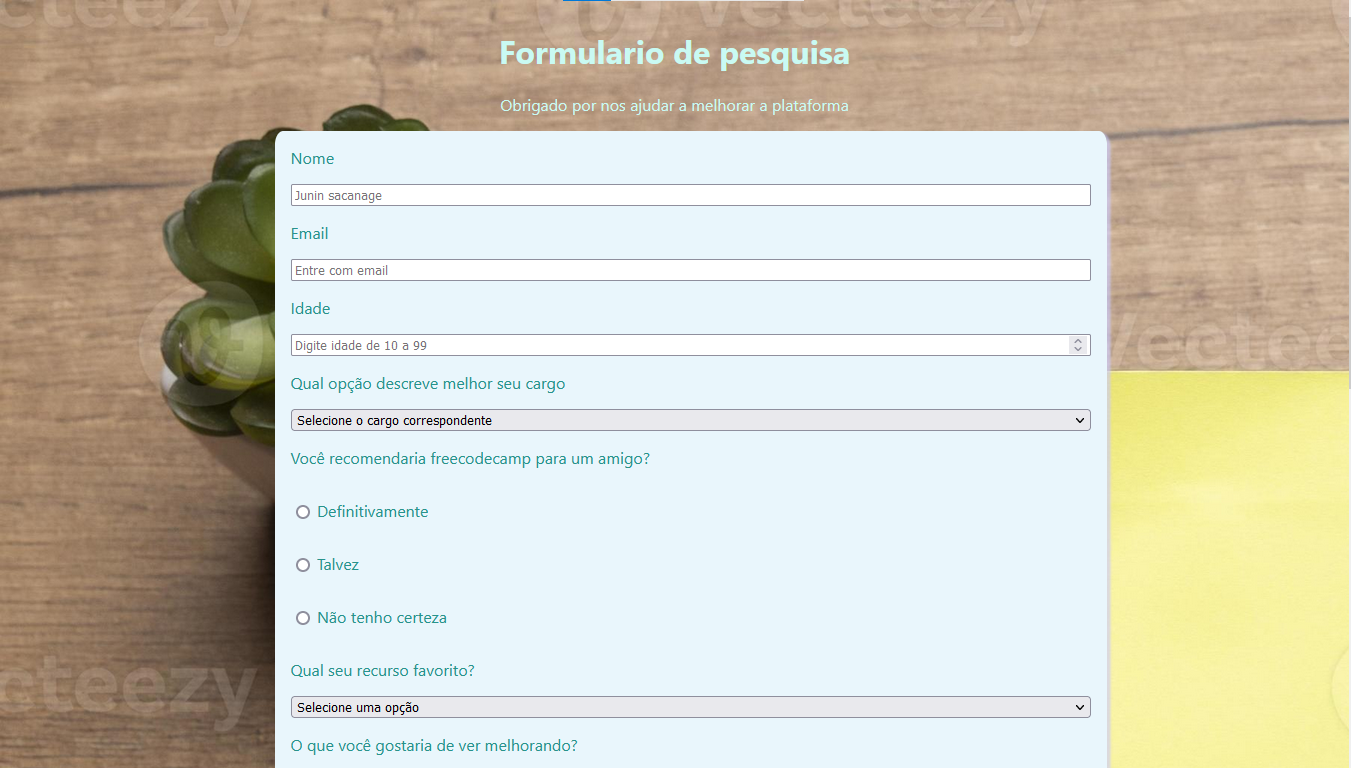 vecteezy
Formulario de pesquisa
Obrigado por nos ajudar a melhorar a plataforma
Nome
Junin sacanage
Email
Entre com email
Idade
Digite idade de 10 a 99
Vecteezy
Qual opção descreve melhor seu cargo
Selecione o cargo correspondente
Você recomendaria freecodecamp para um amigo?
Definitivamente
Talvez
Não tenho certeza
Qual seu recurso favorito?
cteezy
Selecione uma opção
O que você gostaria de ver melhorando?